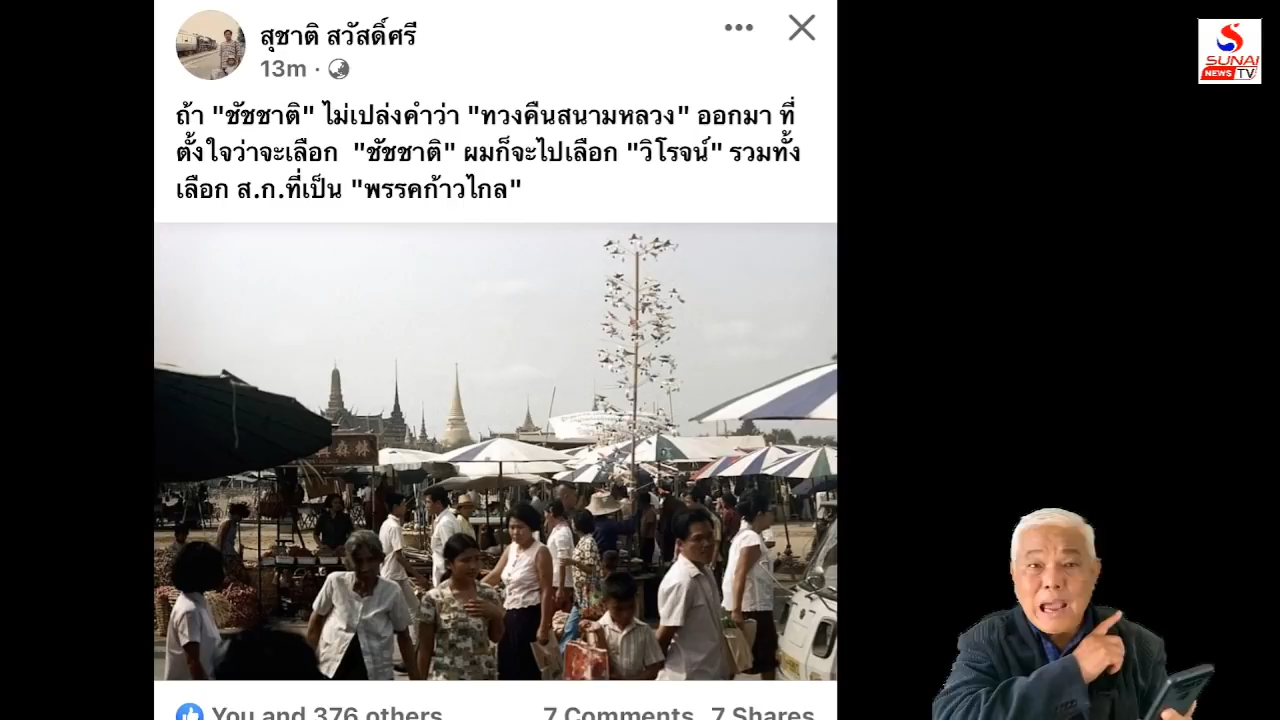 สุชาติ สวัสดิ์ศรี
13m ·
ถ้า "ชัชชาติ" ไม่เปล่งคำว่า "ทวงคืนสนามหลวง" ออกมา ที่
ตั้งใจว่าจะเลือก "ชัชชาติ" ผมก็จะไปเลือก "วิโรจน์" รวมทั้ง
เลือก ส.ก.ที่เป็น "พรรคก้าวไกล"
You and 376 others
7 Comments 7 Shares
SUNAI
NEWS TV